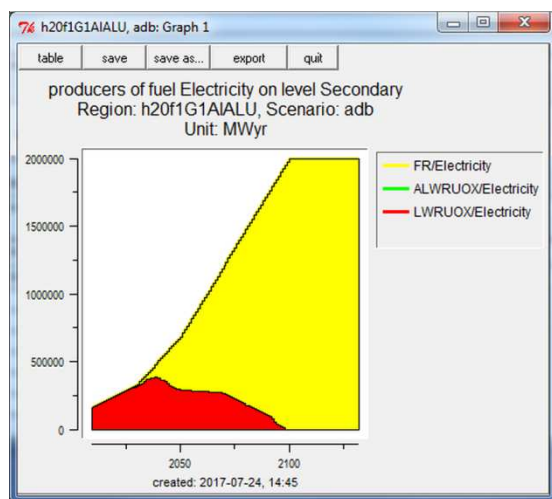 h20f1G1AIALU, adb: Graph 1
table save save as... export quit
producers of fuel Electricity on level Secondary
Region: h20f1G1AIALU, Scenario: adb
Unit: MWyr
2000000
1500000
1000000
500000
0
2050 2100
created: 2017-07-24, 14:45
FR/Electricity
ALWRUOX/Electricity
LWRUOX/Electricity